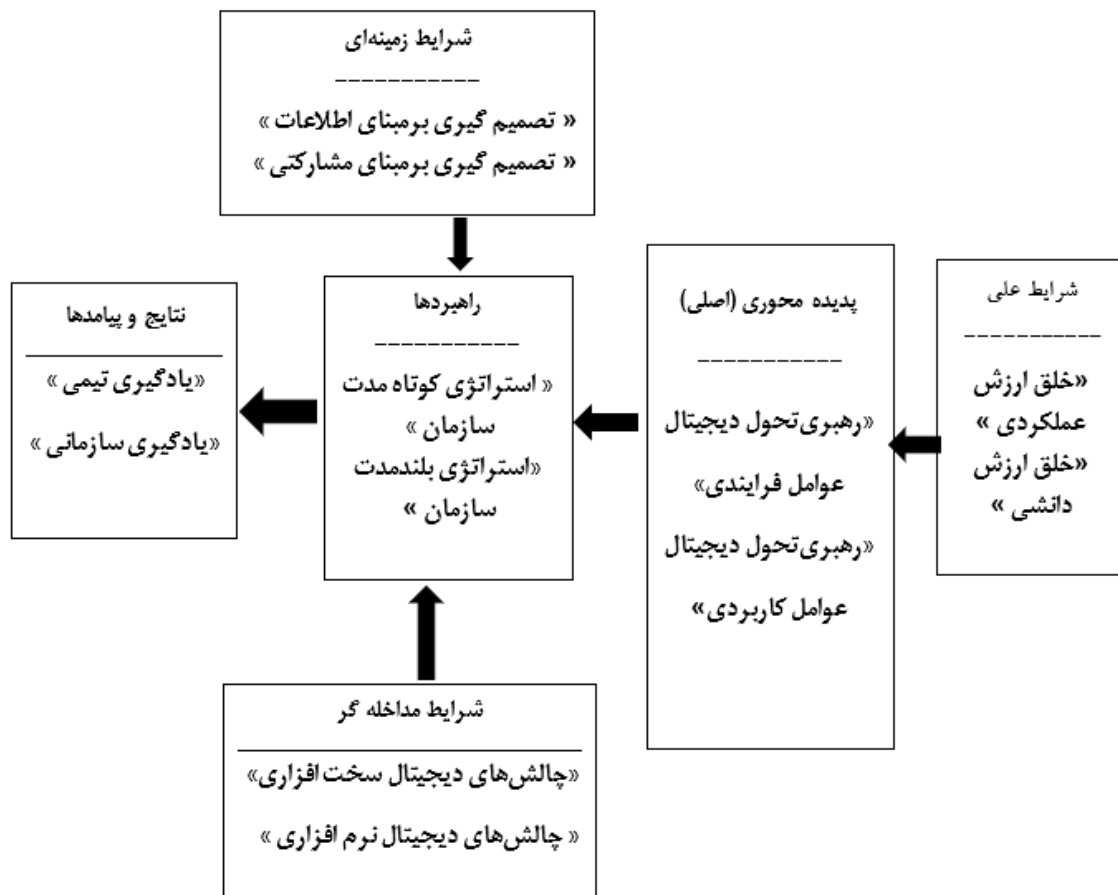 شرایط زمینه‌ای
-----------
« تصمیم گیری برمبنای اطلاعات »
« تصمیم گیری برمبنای مشارکتی »
شرایط علی
-----------
«خلق ارزش
عملکردی »
«خلق ارزش
دانشی »
پدیده محوری (اصلی)
-----------
«رهبری‌تحول دیجیتال
عوامل فرایندی»
«رهبری‌تحول دیجیتال
عوامل کاربردی»
راهبردها
-----------
« استراتژی کوتاه مدت
سازمان »
«استراتژی بلندمدت
سازمان »
نتایج و پیامدها
«یادگیری تیمی »
«یادگیری سازمانی »
شرایط مداخله گر
«چالش‌های دیجیتال سخت افزاری»
« چالش‌های دیجیتال نرم افزاری »